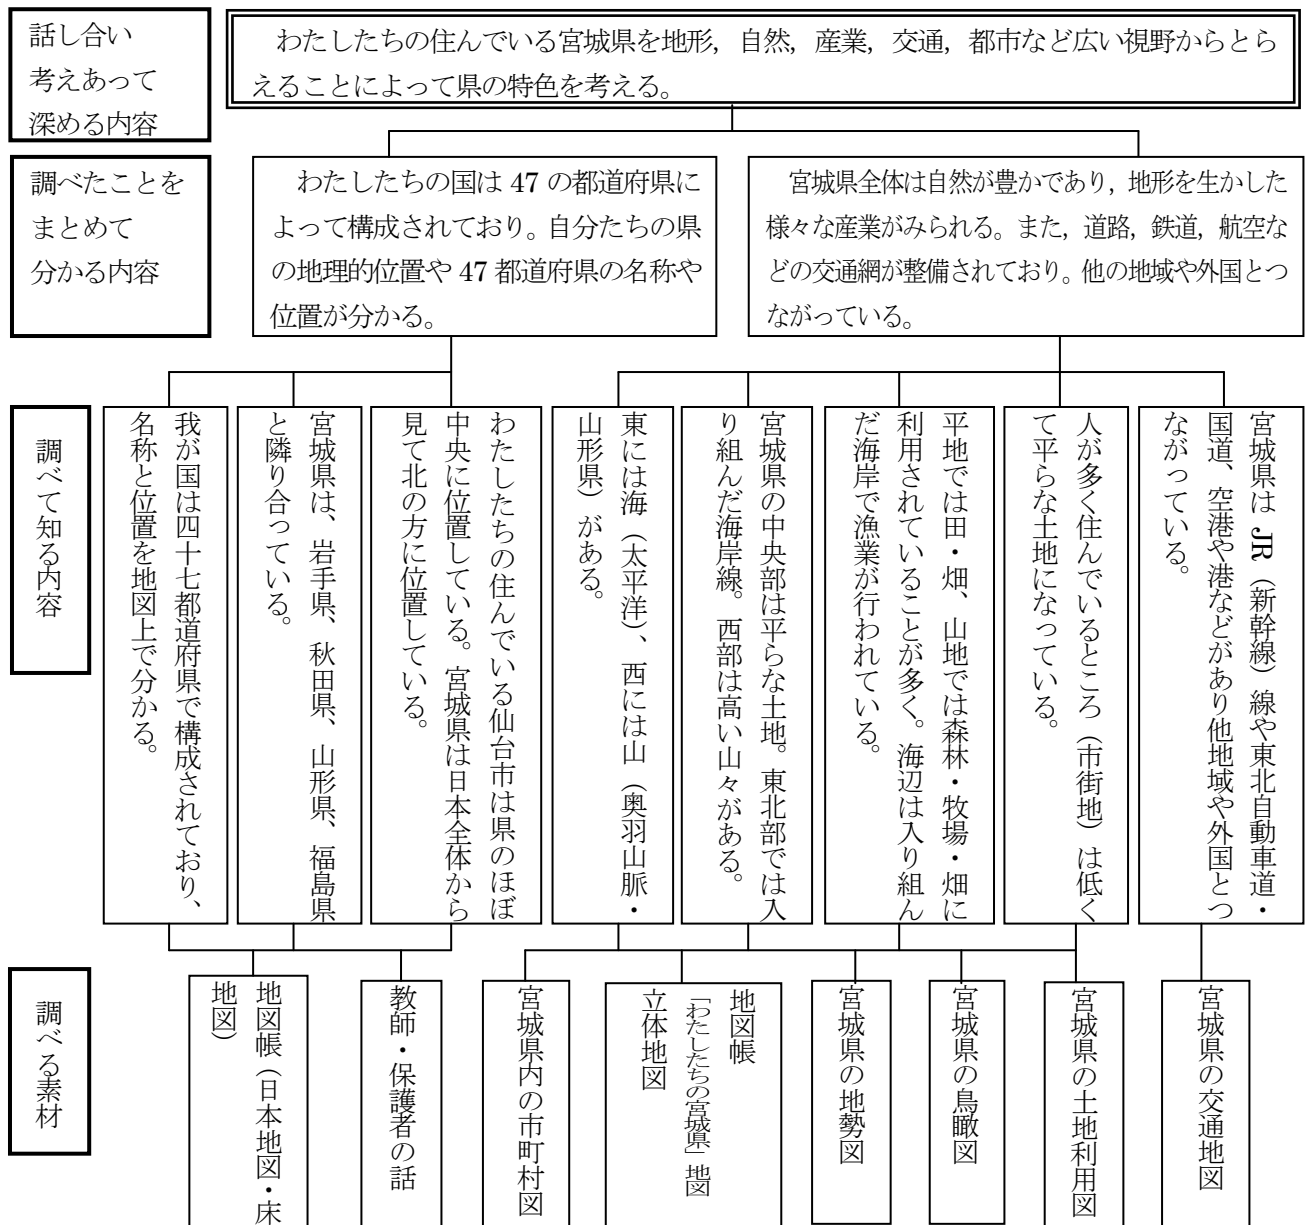 話し合い
考えあって
深める内容
わたしたちの住んでいる宮城県を地形，自然，産業，交通，都市など広い視野からとら
えることによって県の特色を考える。
調べたことを
まとめて
分かる内容
わたしたちの国は 47 の都道府県に
よって構成されており。自分たちの県
の地理的位置や 47 都道府県の名称や
位置が分かる。
宮城県全体は自然が豊かであり，地形を生かした
様々な産業がみられる。また，道路，鉄道，航空な
どの交通網が整備されており。他の地域や外国とつ
ながっている。
調べて知る内容
我が国は四十七都道府県で構成されており、
名称と位置を地図上で分かる。
宮城県は、岩手県、秋田県、山形県、福島県
と隣り合っている。
わたしたちの住んでいる仙台市は県のほぼ
中央に位置している。宮城県は日本全体から
見て北の方に位置している。
東には海（太平洋）、西には山（奥羽山脈・
山形県）がある。
宮城県の中央部は平らな土地。東北部では入
り組んだ海岸線。西部は高い山々がある。
平地では田・畑、山地では森林・牧場・畑に
利用されていることが多く。海辺は入り組ん
だ海岸で漁業が行われている。
人が多く住んでいるところ（市街地）は低く
て平らな土地になっている。
宮城県は JR（新幹線）線や東北自動車道・
国道、空港や港などがあり他地域や外国とつ
ながっている。
調べる素材
地図帳（日本地図・床
地図）
教師・保護者の話
宮城県内の市町村図
地図帳
「わたしたちの宮城県」地図
立体地図
宮城県の地勢図
宮城県の鳥瞰図
宮城県の土地利用図
宮城県の交通地図